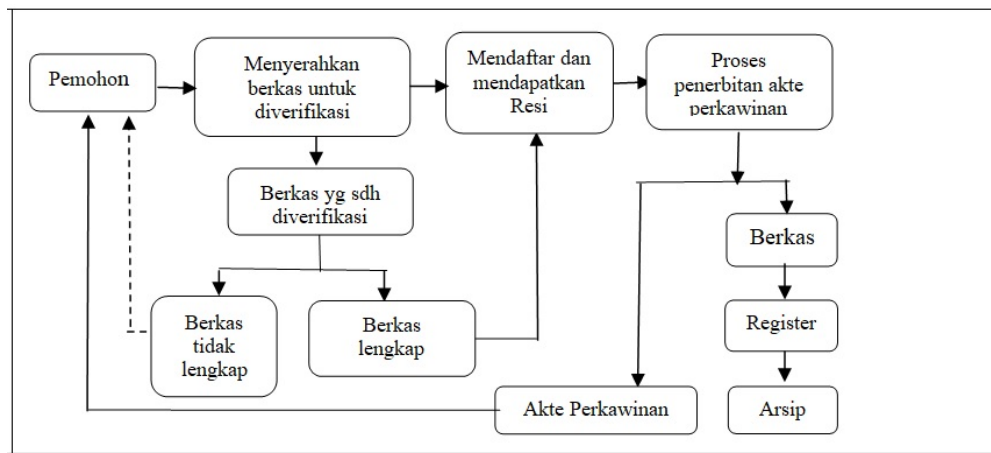 Pemohon
Menyerahkan
berkas untuk
diverifikasi
Mendaftar dan
mendapatkan
Resi
Proses
penerbitan akte
perkawinan
Berkas yg sdh
diverifikasi
Berkas
tidak
lengkap
Berkas
lengkap
Berkas
Register
Akte Perkawinan
Arsip